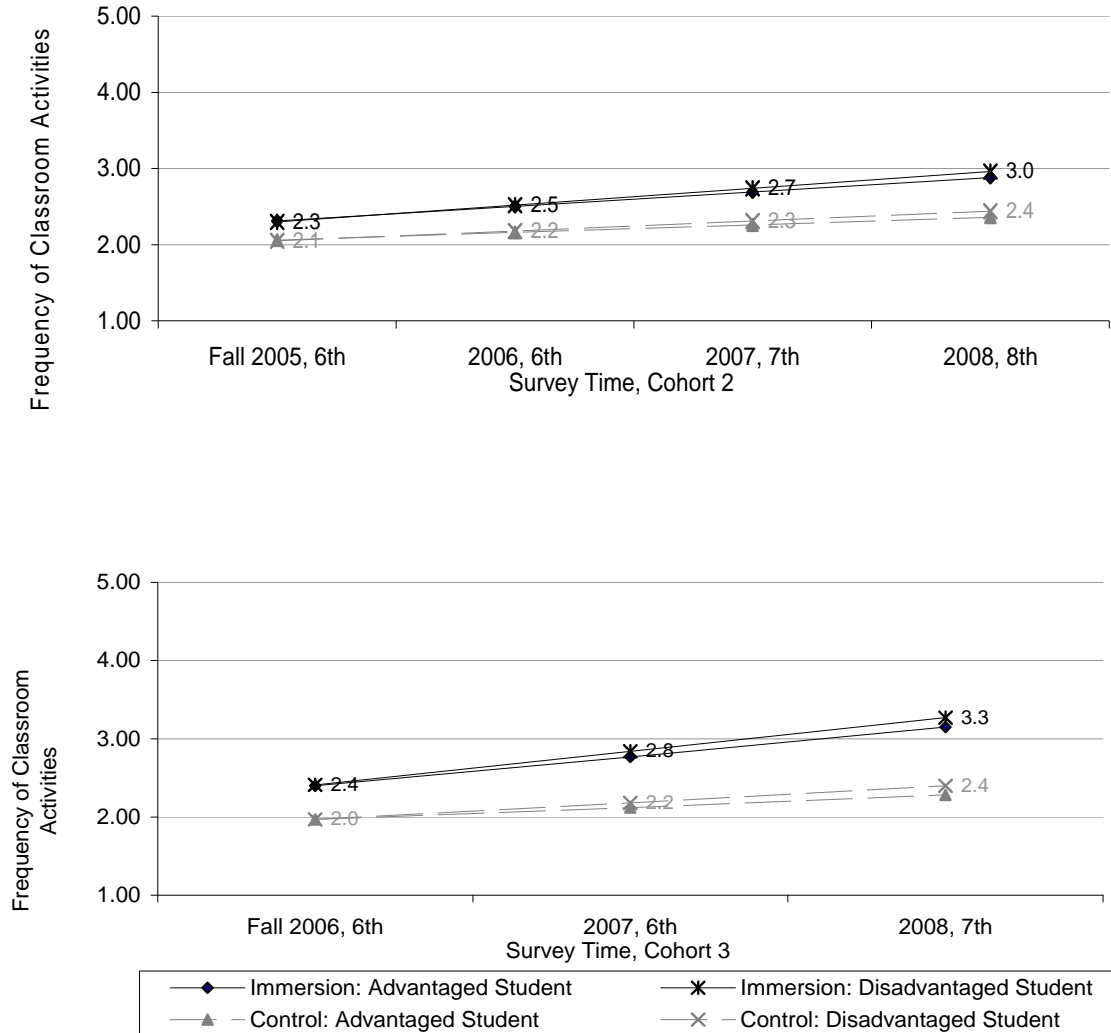 Frequency of Classroom Activities
5.00
4.00
3.00
2.00
1.00
2.3
2.5
2.7
3.0
2.1
2.2
2.3
2.4
Fall 2005, 6th
2006, 6th
2007, 7th
2008, 8th
Survey Time, Cohort 2
Frequency of Classroom
Activities
5.00
4.00
3.00
2.00
1.00
2.4
2.8
3.3
2.0
2.2
2.4
Fall 2006, 6th
2007, 6th
2008, 7th
Survey Time, Cohort 3
Immersion: Advantaged Student
Immersion: Disadvantaged Student
Control: Advantaged Student
Control: Disadvantaged Student